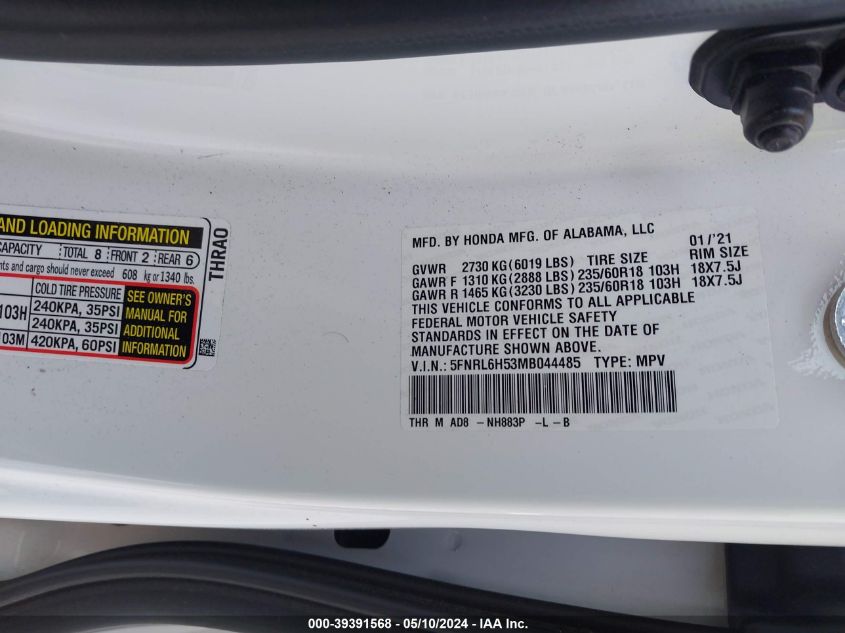 AND LOADING INFORMATION
CAPACITY TOTAL 8 FRONT 2 REAR 6
nts and cargo should never exceed 608 kg or 1340 lbs.
COLD TIRE PRESSURE
103H 240KPA, 35PSI
240KPA, 35PSI
03M 420KPA, 60PSI
SEE OWNER'S
MANUAL FOR
ADDITIONAL
INFORMATION
THRA0
MFD. BY HONDA MFG. OF ALABAMA, LLC 01/'21
GVWR 2730 KG(6019 LBS) TIRE SIZE RIM SIZE
GAWR F 1310 KG(2888 LBS) 235/60R18 103H 18X7.5J
GAWR R 1465 KG(3230 LBS) 235/60R18 103H 18X7.5J
THIS VEHICLE CONFORMS TO ALL APPLICABLE
FEDERAL MOTOR VEHICLE SAFETY
STANDARDS IN EFFECT ON THE DATE OF
MANUFACTURE SHOWN ABOVE.
V.I.N.: 5FNRL6H53MB044485 TYPE: MPV
THR M AD8 - NH883P - L - B
000-39391568 - 05/10/2024 - IAA Inc.